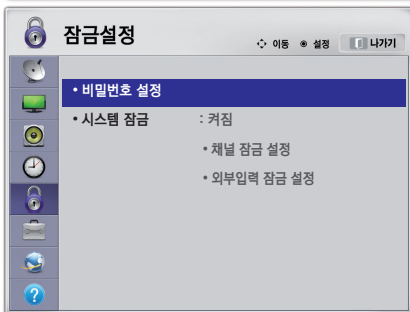 잠금설정
이동 설정 나가기
• 비밀번호 설정
• 시스템 잠금 : 켜짐
• 채널 잠금 설정
• 외부입력 잠금 설정
?